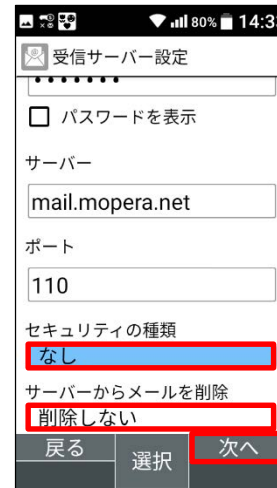 80% 14:3
受信サーバー設定
•••••••
パスワードを表示
サーバー
mail.mopera.net
ポート
110
セキュリティの種類
なし
サーバーからメールを削除
削除しない
戻る 選択 次へ